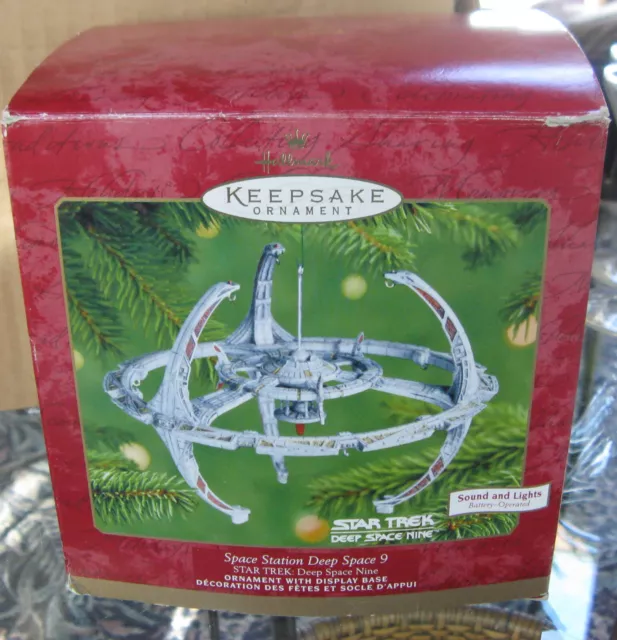 Hallmark
KEEPSAKE
ORNAMENT
Sound and Lights
Battery-Operated
STAR TREK
DEEP SPACE NINE
Space Station Deep Space 9
STAR TREK: Deep Space Nine
ORNAMENT WITH DISPLAY BASE
DÉCORATION DES FÊTES ET SOCLE D'APPUI